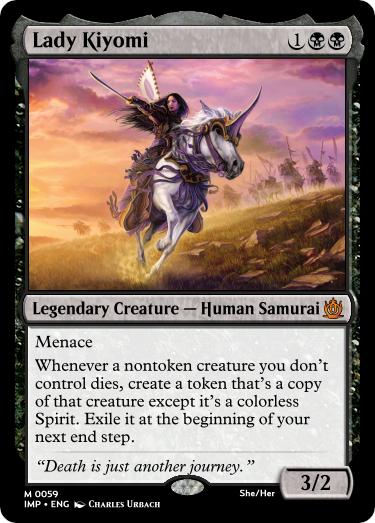 Lady Kiyomi 1
Legendary Creature — Human Samurai
Menace
Whenever a nontoken creature you don't
control dies, create a token that's a copy
of that creature except it's a colorless
Spirit. Exile it at the beginning of your
next end step.
“Death is just another journey.”
3/2
M 0059 She/Her
IMP • ENG Charles Urbach